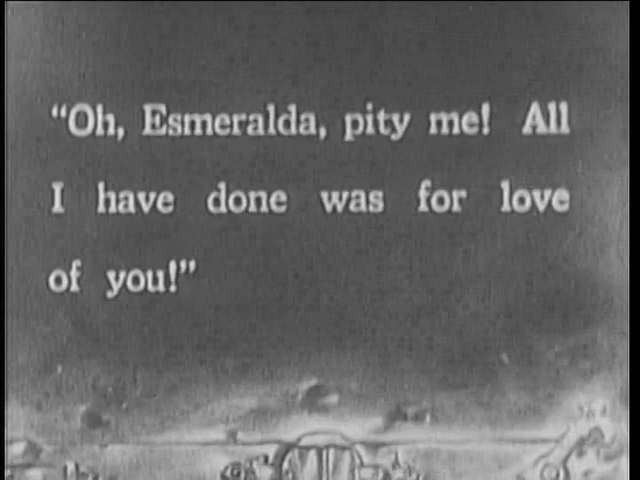 “Oh, Esmeralda, pity me! All
I have done was for love
of you!”